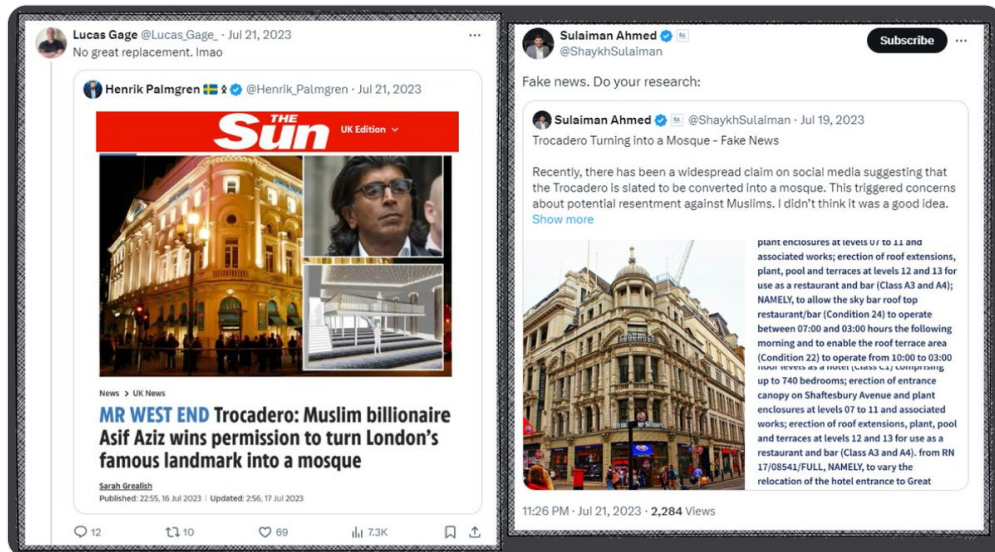 Lucas Gage @Lucas_Gage_ · Jul 21, 2023
No great replacement. lmao
Henrik Palmgren @Henrik_Palmgren · Jul 21, 2023
THE
Sun
UK Edition
News > UK News
MR WEST END Trocadero: Muslim billionaire
Asif Aziz wins permission to turn London's
famous landmark into a mosque
Sarah Grealish
Published: 22:55, 16 Jul 2023 | Updated: 2:56, 17 Jul 2023
12 10 69 7.3K
Sulaiman Ahmed
@ShaykhSulaiman
Subscribe
Fake news. Do your research:
Sulaiman Ahmed @ShaykhSulaiman · Jul 19, 2023
Trocadero Turning into a Mosque - Fake News
Recently, there has been a widespread claim on social media suggesting that
the Trocadero is slated to be converted into a mosque. This triggered concerns
about potential resentment against Muslims. I didn't think it was a good idea.
Show more
plant enclosures at levels 07 to 11 and
associated works; erection of roof extensions,
plant, pool and terraces at levels 12 and 13 for
use as a restaurant and bar (Class A3 and A4);
NAMELY, to allow the sky bar roof top
restaurant/bar (Condition 24) to operate
between 07:00 and 03:00 hours the following
morning and to enable the roof terrace area
(Condition 22) to operate from 10:00 to 03:00
floor levels as a hotel (Class C1) comprising
up to 740 bedrooms; erection of entrance
canopy on Shaftesbury Avenue and plant
enclosures at levels 07 to 11 and associated
works; erection of roof extensions, plant, pool
and terraces at levels 12 and 13 for use as a
restaurant and bar (Class A3 and A4). from RN
17/08541/FULL, NAMELY, to vary the
relocation of the hotel entrance to Great
11:26 PM · Jul 21, 2023 · 2,284 Views